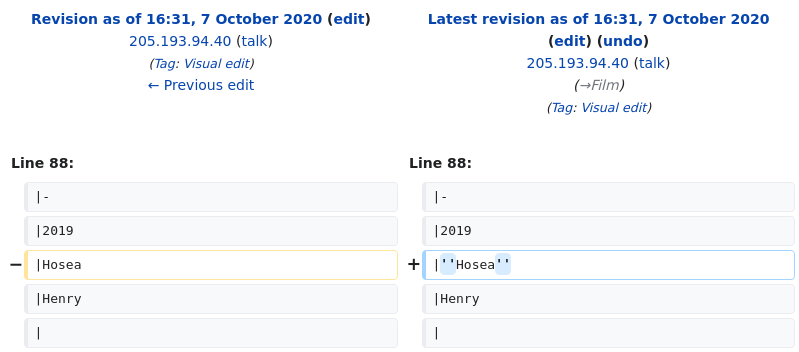 Revision as of 16:31, 7 October 2020 (edit)
205.193.94.40 (talk)
(Tag: Visual edit)
← Previous edit
Latest revision as of 16:31, 7 October 2020
(edit) (undo)
205.193.94.40 (talk)
(→Film)
(Tag: Visual edit)
Line 88:
Line 88:
|-
|-
|2019
|2019
− |Hosea
+ |''Hosea''
|Henry
|Henry
|
|